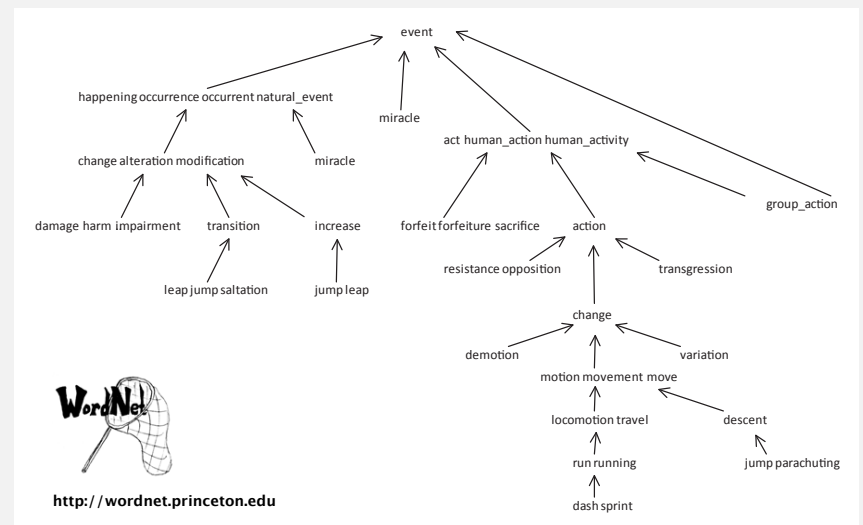 event
happening occurrence occurrent natural_event
miracle
act human_action human_activity
change alteration modification
miracle
group_action
damage harm impairment
transition
increase
forfeit forfeiture sacrifice
action
resistance opposition
transgression
leap jump saltation
jump leap
change
demotion
variation
motion movement move
WordNet
locomotion travel
descent
run running
jump parachuting
http://wordnet.princeton.edu
dash sprint